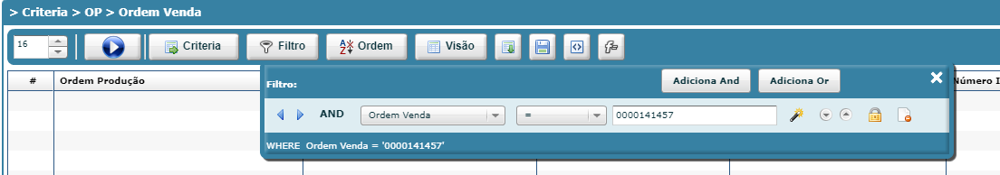 > Criteria > OP > Ordem Venda
16 Criteria Filtro Ordem Visão
# Ordem Produção Número I
Filtro: Adiciona And Adiciona Or
AND Ordem Venda = 0000141457
WHERE Ordem Venda = '0000141457'